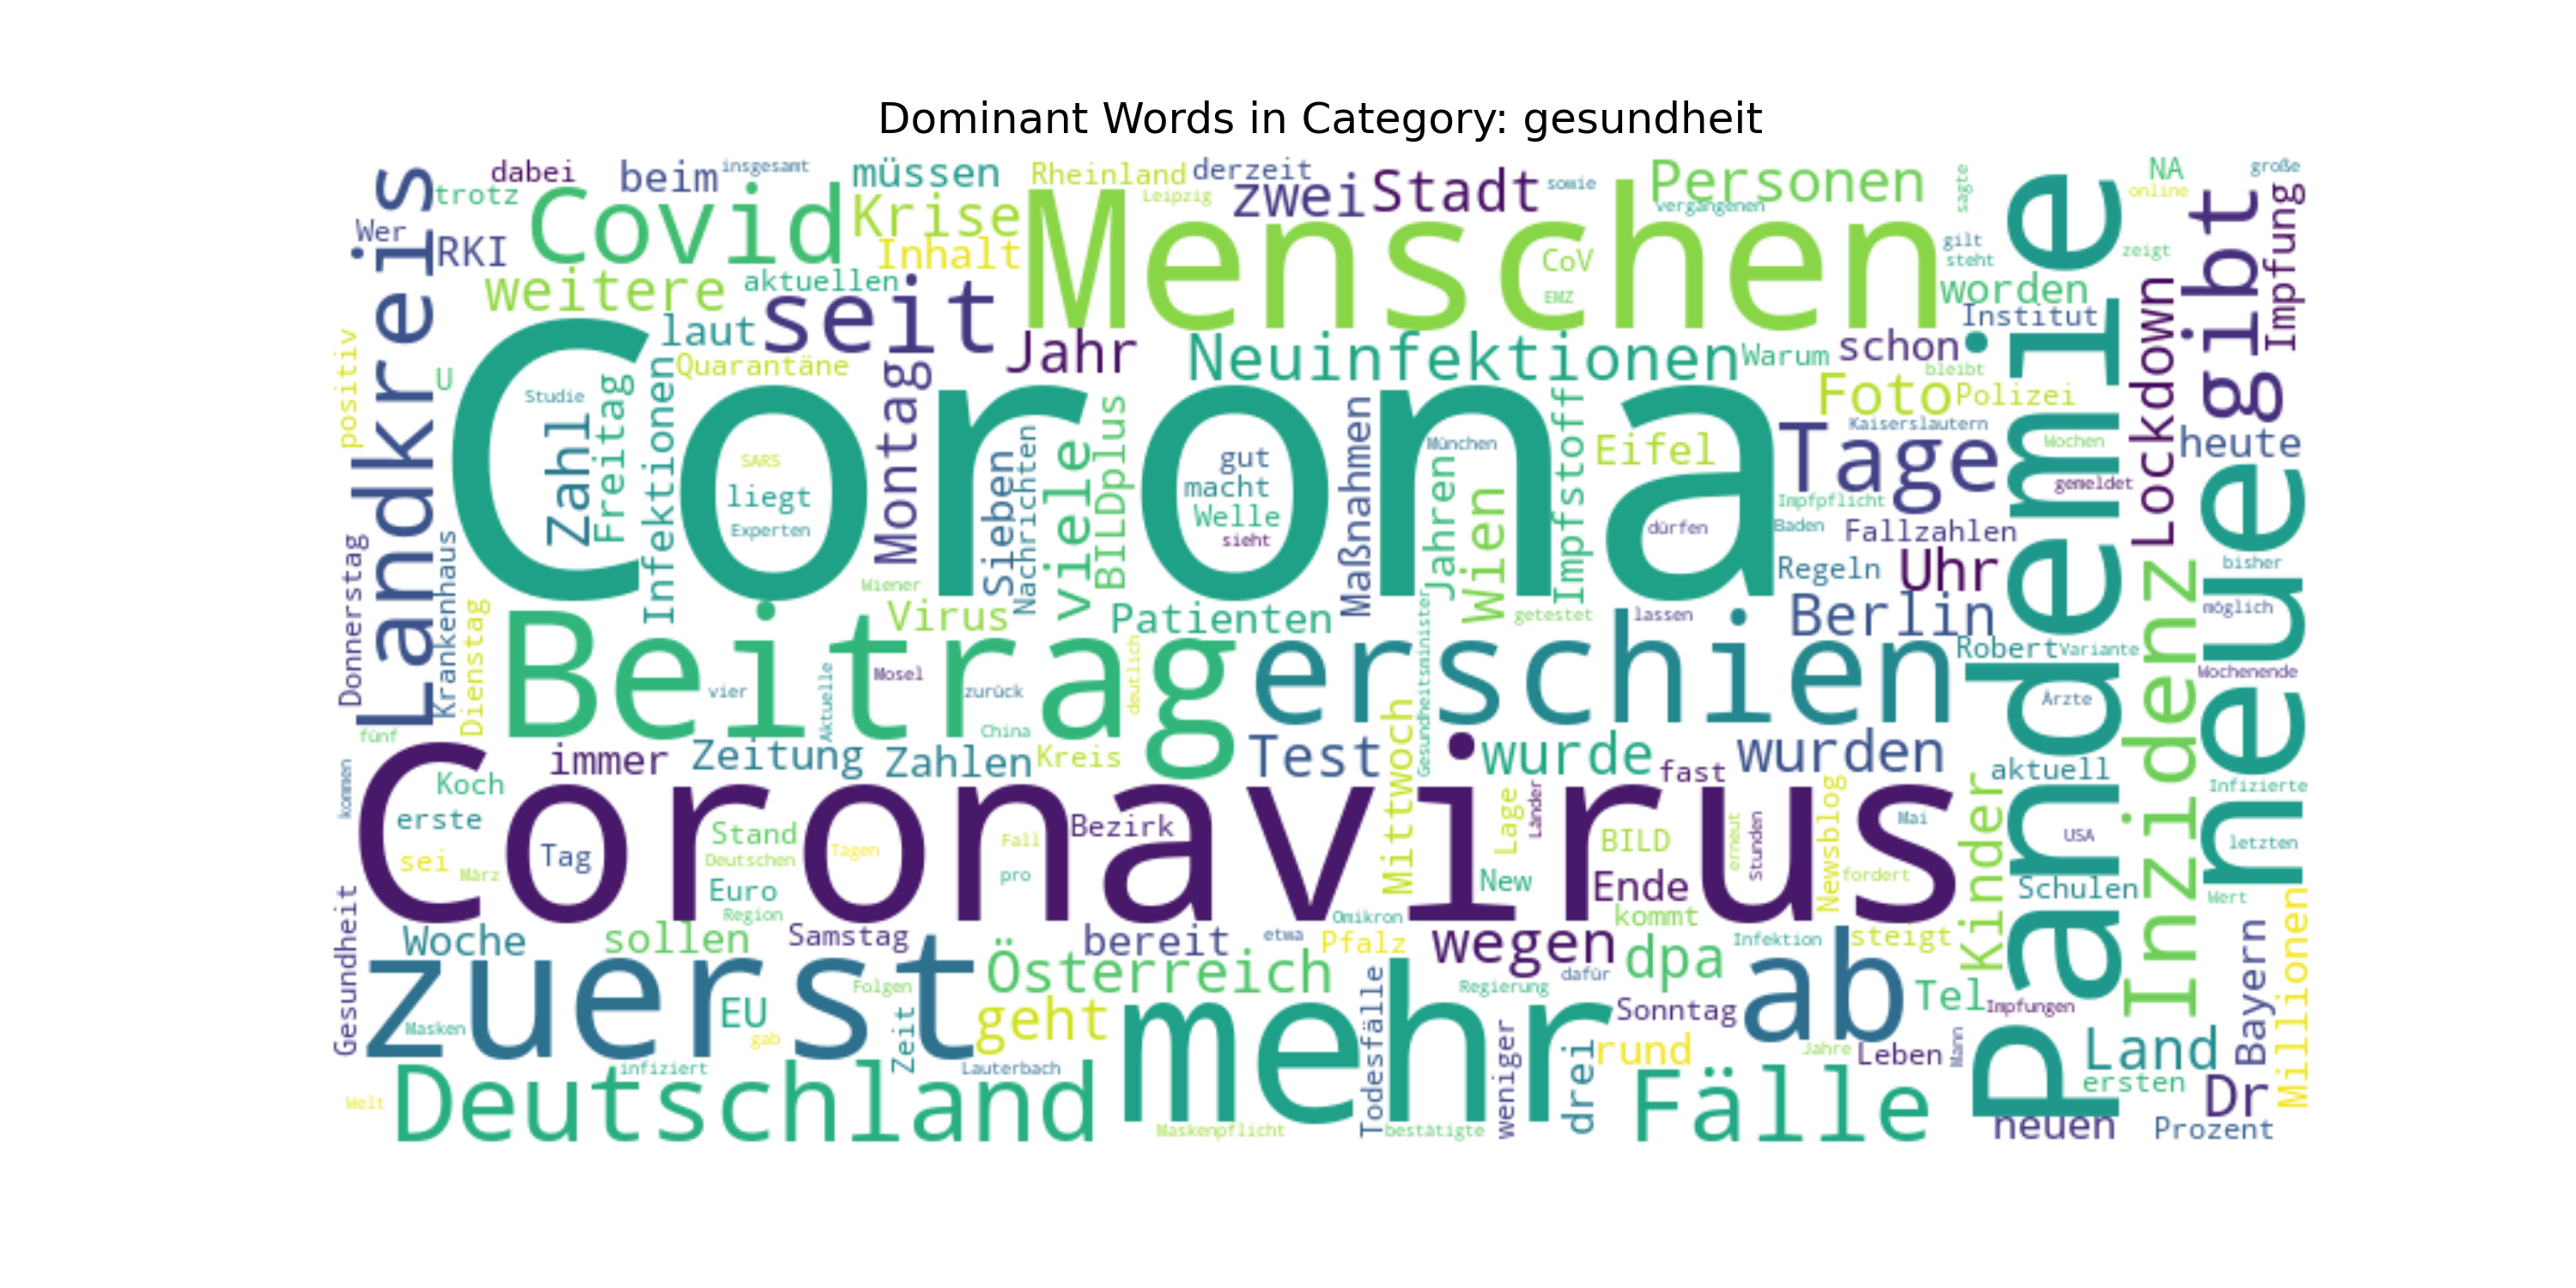 Dominant Words in Category: gesundheit
dabei
beim
insgesamt
müssen
Rheinland
derzeit
Leipzig
zwei
Stadt
sowie
Personen
vergangenen
sagte
NA
online
große
trotz
Wer
RKI
Covid
Krise
Inhalt
Menschen
CoV
EMZ
gilt
steht
zeigt
gibt
Impfung
Landkreis
weitere
aktuellen
seit
worden
Institut
laut
Quarantäne
Jahr
Neuinfektionen
Warum
schon
bleibt
Pandemie
Lockdown
positiv
U
Corona
Studie
Zahl
Freitag
Infektionen
SARS
liegt
Experten
Montag
Sieben
Nachrichten
viele
BILDplus
gut
macht
Welle
sieht
Maßnahmen
München
Jahren
Wien
Impfstoff
Eifel
dürfen
Foto
Polizei
Kaiserslautern
Tage
Wochen
gemeldet
heute
Impfpflicht
Baden
Fallzahlen
Regeln
Uhr
neue
bisher
möglich
Donnerstag
Krankenhaus
Dienstag
Wiener
Virus
Patienten
getestet
lassen
Berlin
Robert
Variante
Inzidenz
Wochenende
Beitrag
erschien
vier
Aktuelle
Mosel
zurück
China
deutlich
Gesundheitsminister
Ärzte
fünf
immer
Zeitung
Zahlen
Kreis
Test
Mittwoch
wurde
fast
wurden
aktuell
Infizierte
kommen
Koch
erste
sei
März
Coronavirus
Tag
Stand
Deutschen
Euro
Region
Tagen
Fall
pro
Bezirk
Lage
Länder
New
BILD
Ende
kommt
erneut
Stunden
Newsblog
fordert
Mai
Kinder
USA
Schulen
letzten
Wert
Gesundheit
Woche
sollen
Samstag
bereit
etwa
Omikron
Pfalz
wegen
dafür
dpa
Infektion
steigt
Millionen
Bayern
zuerst
Masken
EU
gab
Folgen
Zeit
Österreich
geht
mehr
Todesfälle
Regierung
weniger
drei
Sonntag
rund
ab
Tel
Impfungen
Jahre
Leben
Mann
Land
ersten
Dr
Welt
Deutschland
infiziert
Lauterbach
Maskenpflicht
bestätigte
Fälle
neuen
Prozent